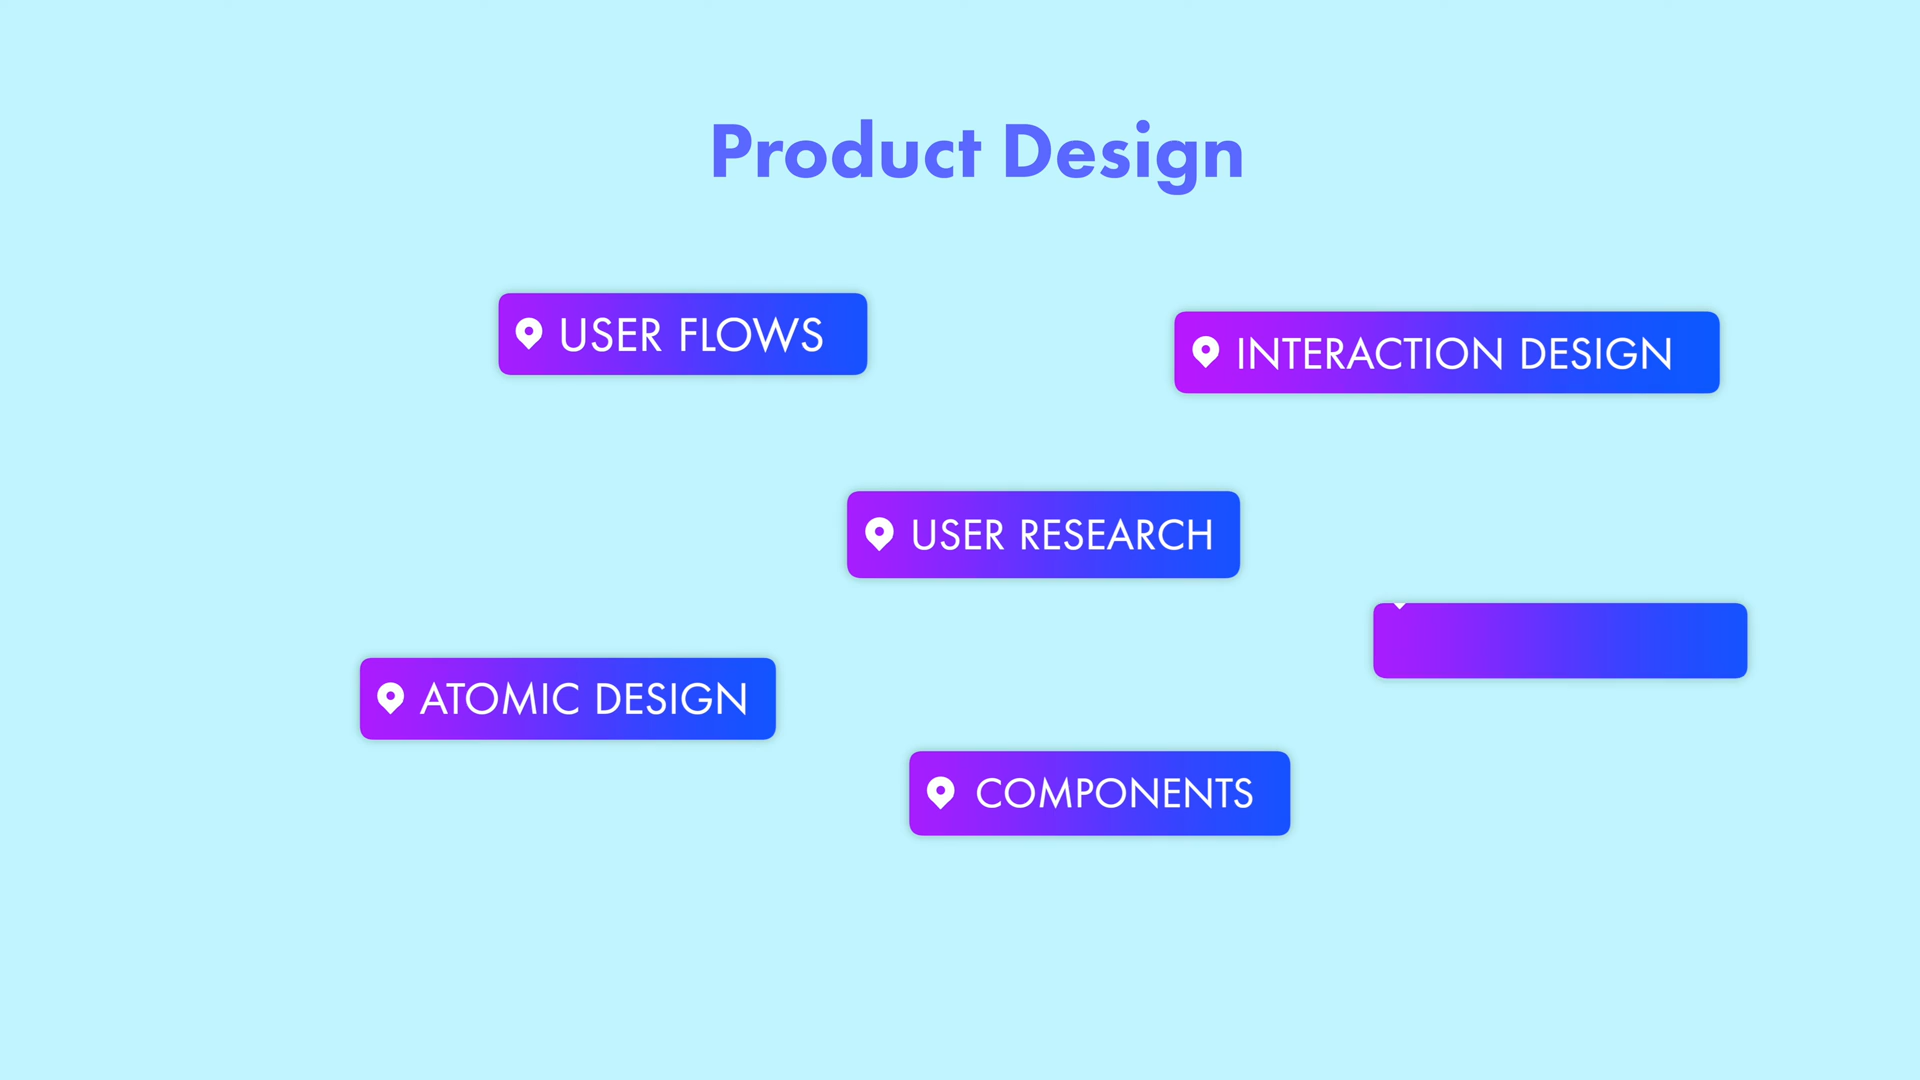 Product Design
USER FLOWS
INTERACTION DESIGN
USER RESEARCH
ATOMIC DESIGN
COMPONENTS